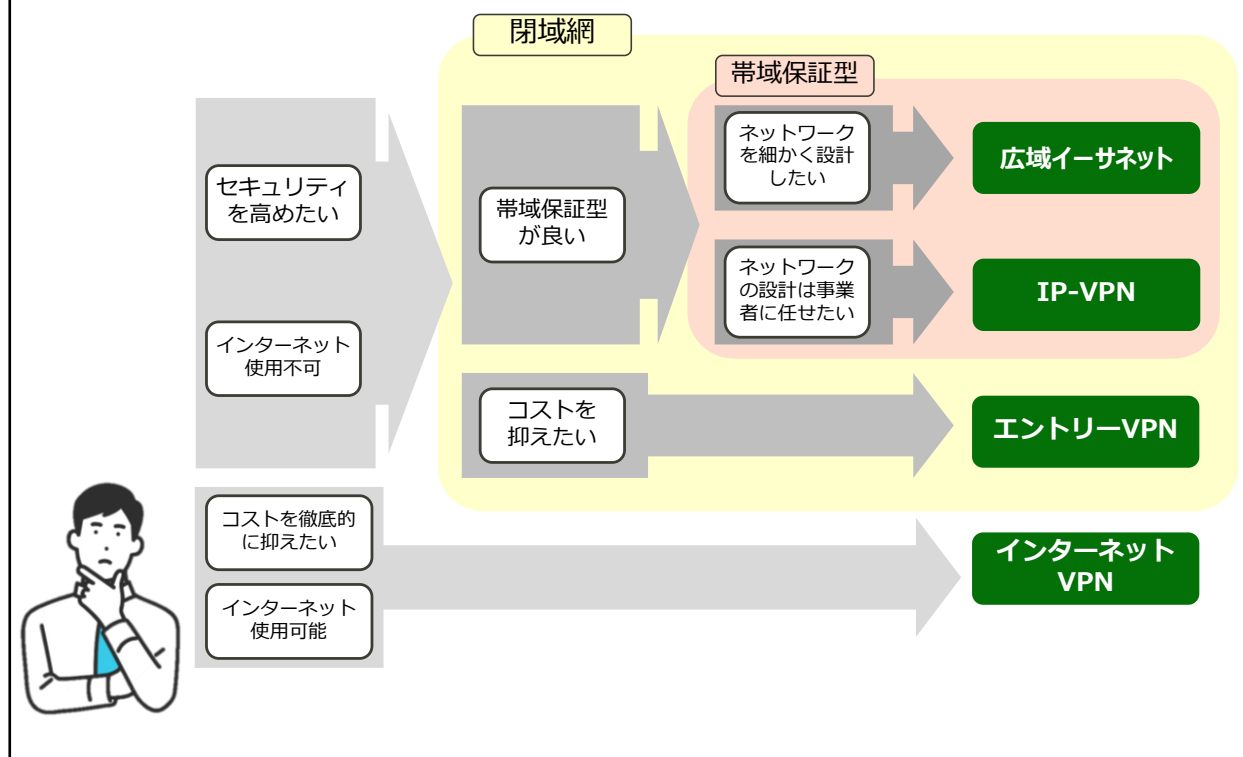 閉域網
帯域保証型
セキュリティ
を高めたい
インターネット
使用不可
帯域保証型
が良い
ネットワーク
を細かく設計
したい
広域イーサネット
ネットワーク
の設計は事業
者に任せたい
IP-VPN
コストを
抑えたい
エントリーVPN
コストを徹底的
に抑えたい
インターネット
使用可能
インターネット
VPN